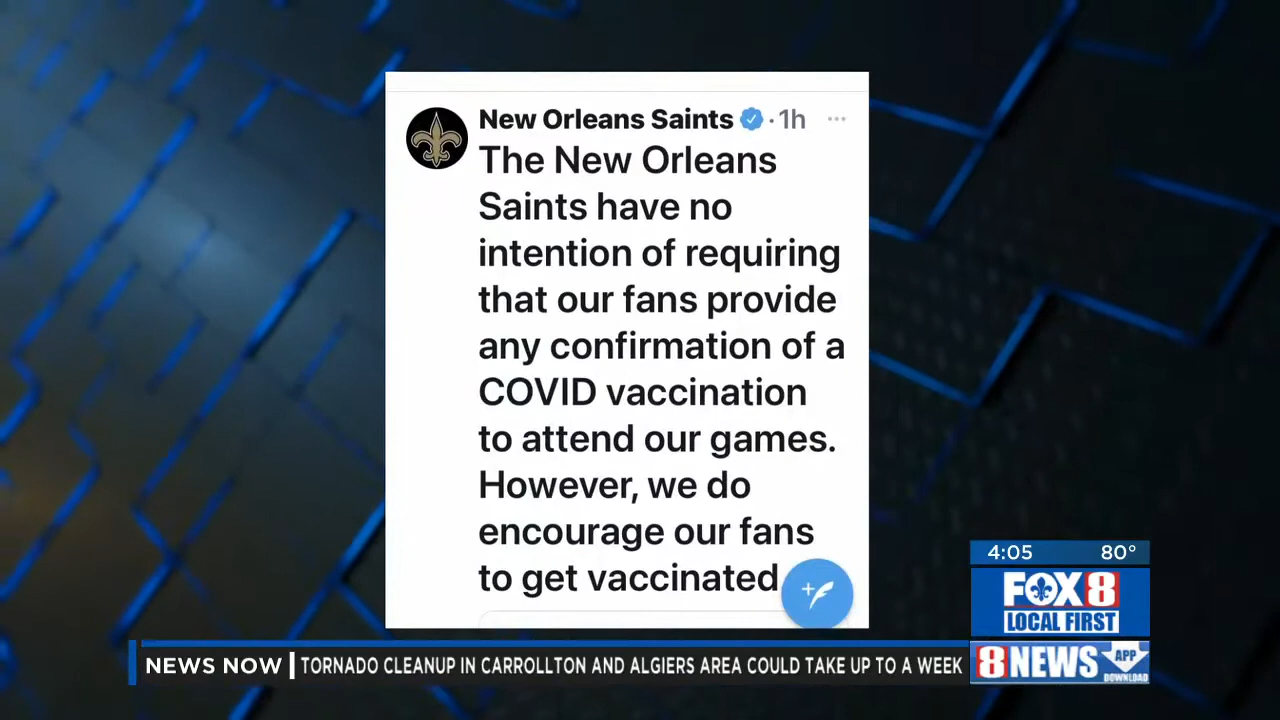 New Orleans Saints · 1h ...
The New Orleans
Saints have no
intention of requiring
that our fans provide
any confirmation of a
COVID vaccination
to attend our games.
However, we do
encourage our fans
to get vaccinated
4:05 80°
FOX 8
LOCAL FIRST
NEWS NOW | TORNADO CLEANUP IN CARROLLTON AND ALGIERS AREA COULD TAKE UP TO A WEEK
8 NEWS APP
DOWNLOAD